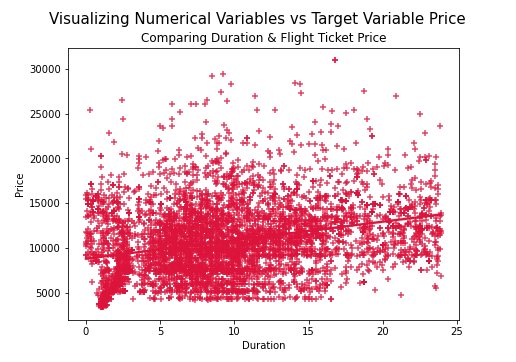 Visualizing Numerical Variables vs Target Variable Price
Comparing Duration & Flight Ticket Price
30000
25000
20000
15000
10000
5000
Price
0 5 10 15 20 25
Duration